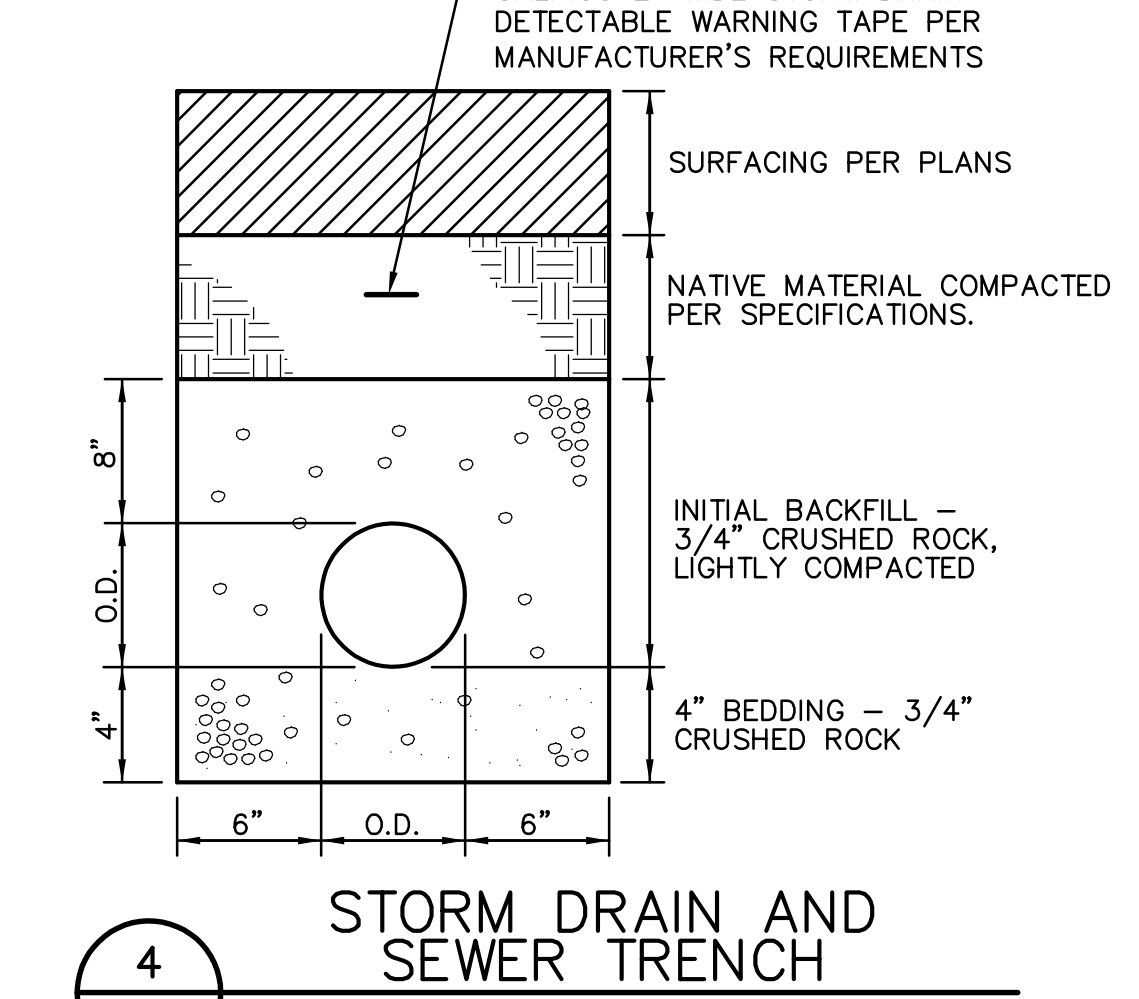 DETECTABLE WARNING TAPE PER
MANUFACTURER'S REQUIREMENTS
SURFACING PER PLANS
NATIVE MATERIAL COMPACTED
PER SPECIFICATIONS.
8"
INITIAL BACKFILL –
3/4" CRUSHED ROCK,
LIGHTLY COMPACTED
O.D.
4"
4" BEDDING – 3/4"
CRUSHED ROCK
6" O.D. 6"
STORM DRAIN AND
SEWER TRENCH
4